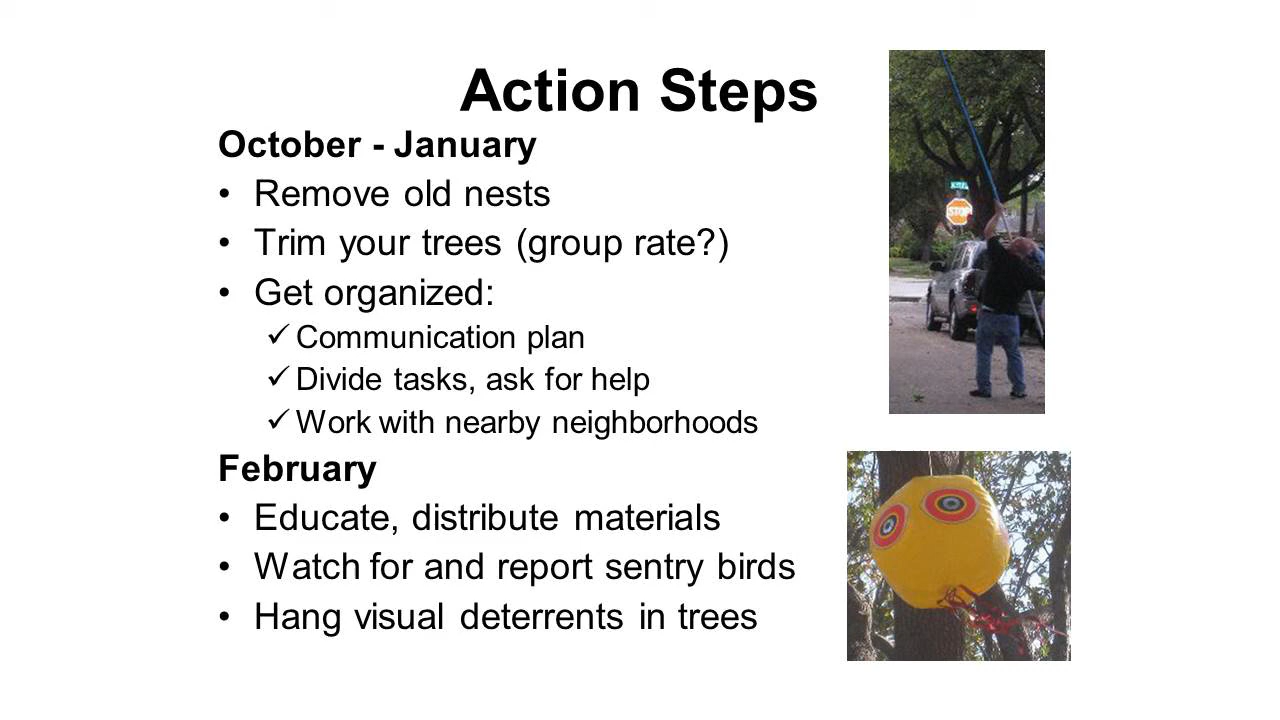 Action Steps
October - January
• Remove old nests
• Trim your trees (group rate?)
• Get organized:
✓ Communication plan
✓ Divide tasks, ask for help
✓ Work with nearby neighborhoods
February
• Educate, distribute materials
• Watch for and report sentry birds
• Hang visual deterrents in trees